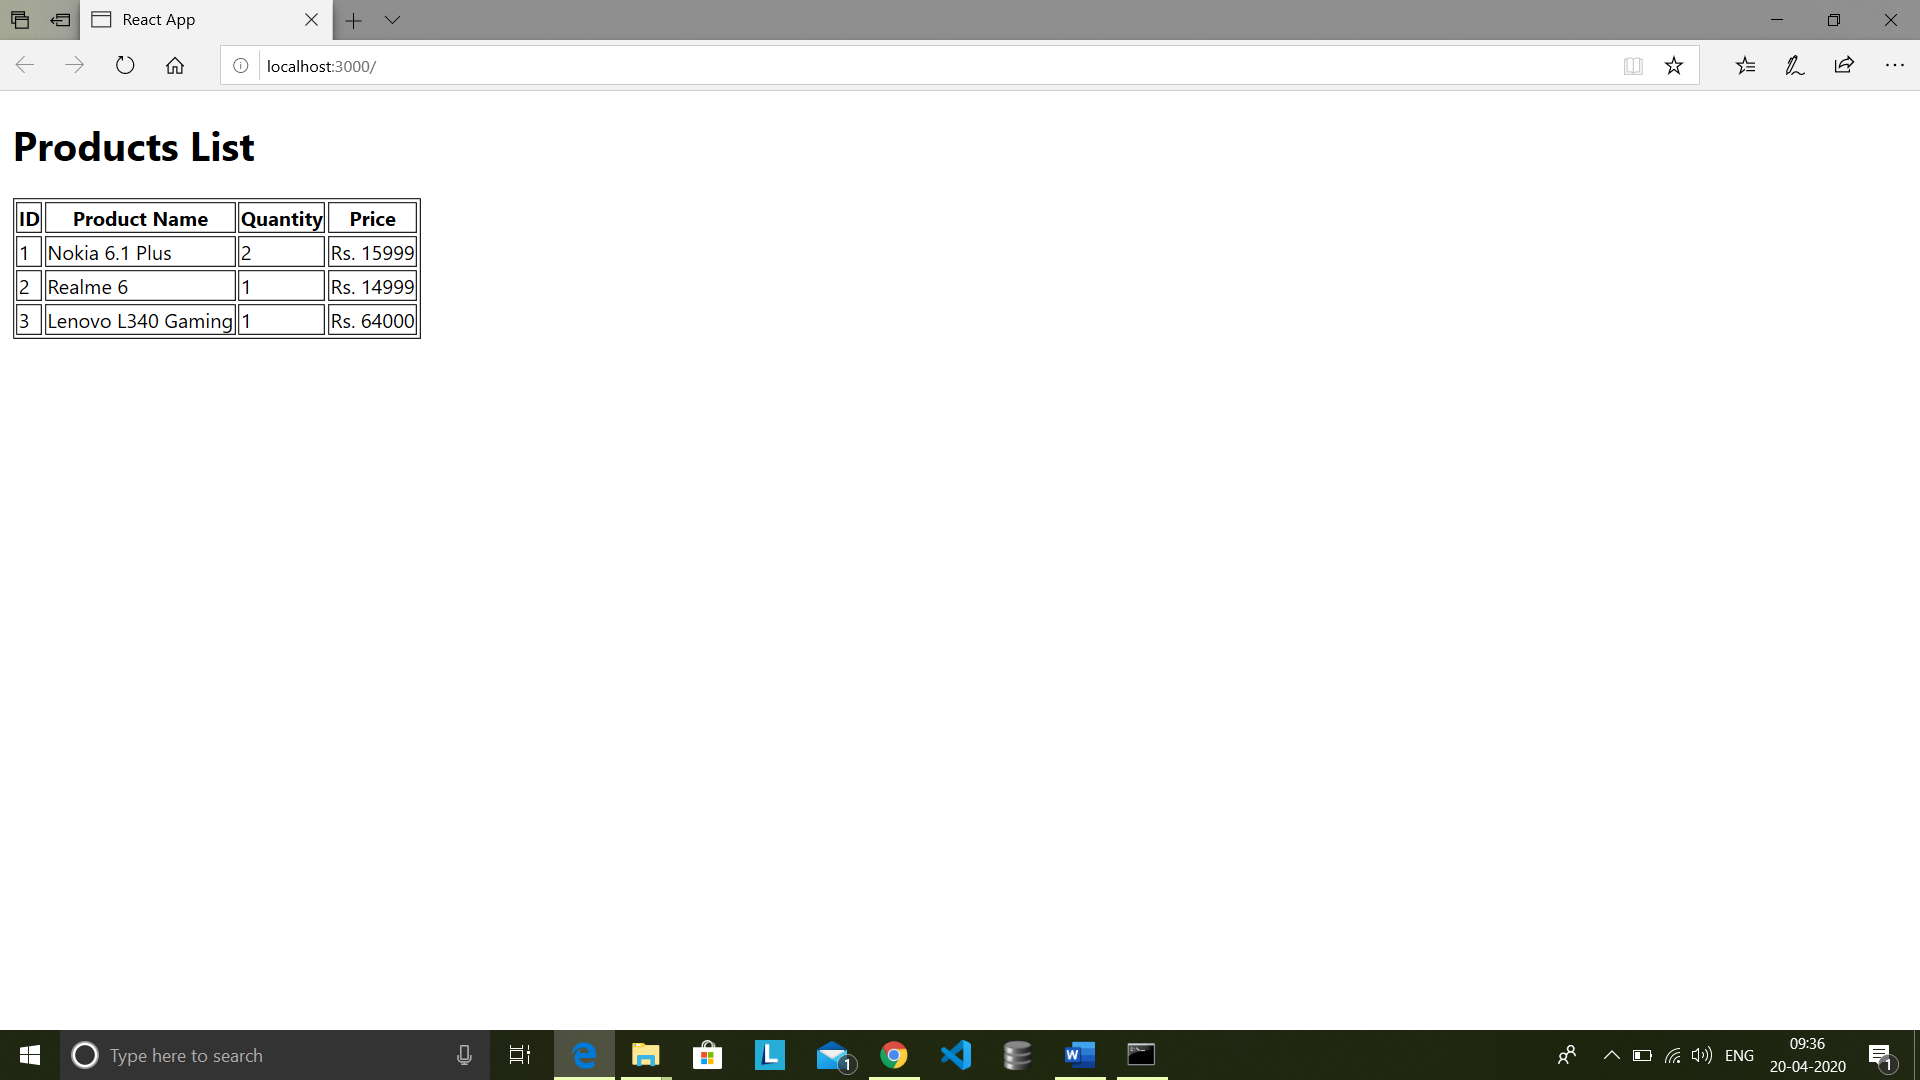 React App
localhost:3000/
Products List
ID Product Name Quantity Price
1 Nokia 6.1 Plus 2 Rs. 15999
2 Realme 6 1 Rs. 14999
3 Lenovo L340 Gaming 1 Rs. 64000
Type here to search
L
1
W
ENG
09:36
20-04-2020
1